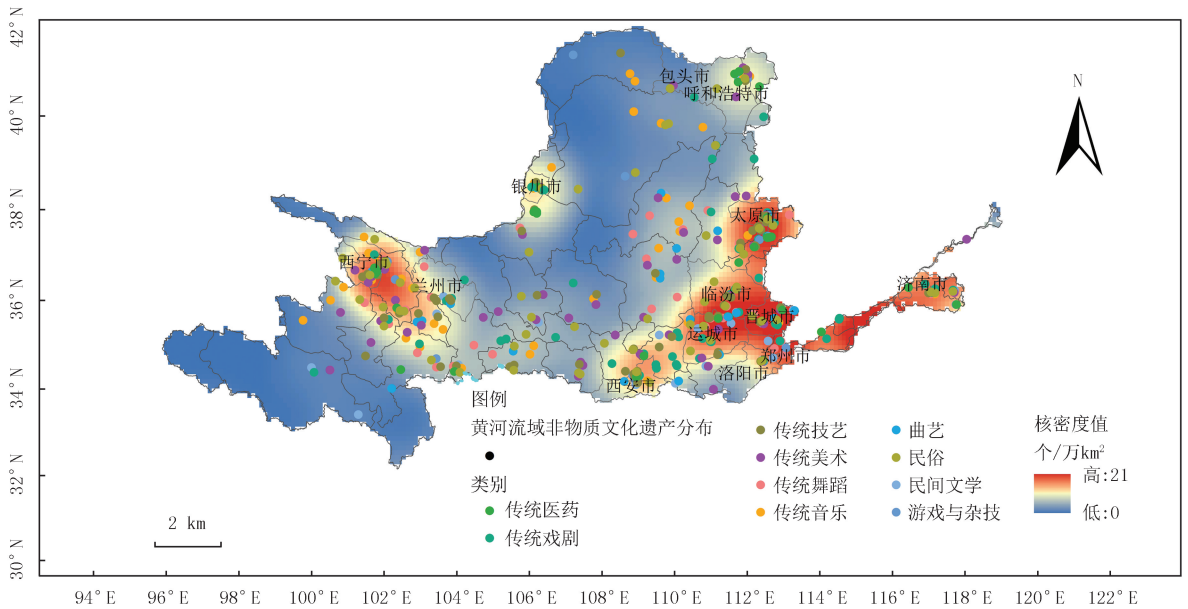 42°N
40°N
38°N
36°N
34°N
32°N
30°N
包头市
呼和浩特市
银川市
太原市
西宁市
兰州市
济南市
临汾市
晋城市
运城市
郑州市
洛阳市
西安市
N
图例
黄河流域非物质文化遗产分布
类别
传统医药
传统戏剧
传统技艺
传统美术
传统舞蹈
传统音乐
曲艺
民俗
民间文学
游戏与杂技
核密度值
个/万km²
高:21
低:0
2 km
94°E 96°E 98°E 100°E 102°E 104°E 106°E 108°E 110°E 112°E 114°E 116°E 118°E 120°E 122°E